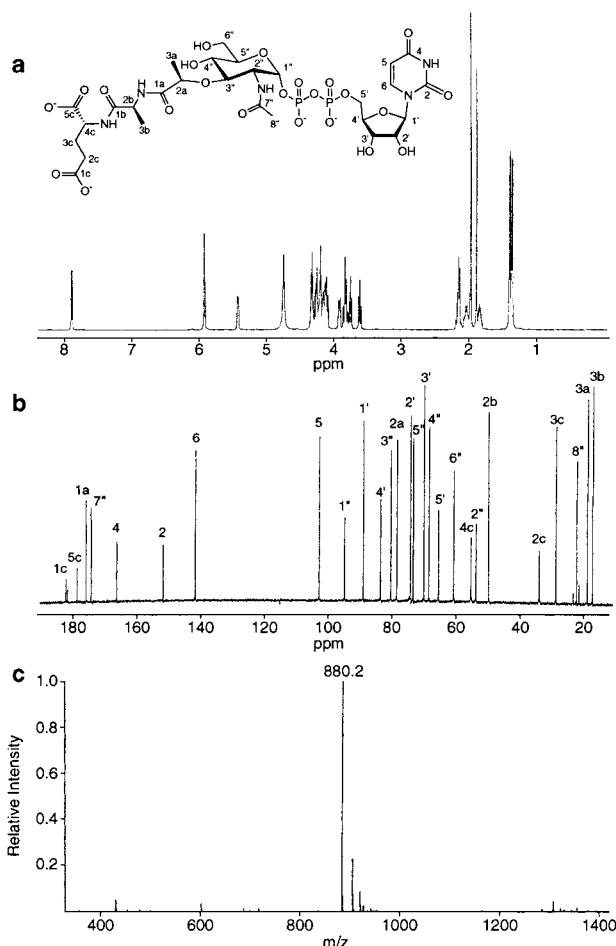 a
HO
6"
3a
4"
HO
5"
O
1"
1a
O
3"
2"
HN
O
O
P
O
P
O
5'
O
O⁻
O⁻
7"
O
8"
4
O
5
NH
6
N
2
O
O
1'
4'
3'
2'
HO
OH
O
O⁻
5c
O
2b
H
N
O
2a
1b
3b
N
H
4c
3c
2c
1c
O
O⁻
8 7 6 5 4 3 2 1 0
ppm
b
1c
5c
1a
7"
4
2
6
5
1"
1'
4'
3"
2a
2'
5"
3'
4"
5'
6"
4c
2"
2b
2c
3c
8"
3a
3b
190 180 160 140 120 100 80 60 40 20
ppm
c
880.2
Relative Intensity
1.0
0.8
0.6
0.4
0.2
400 600 800 1000 1200 1400
m/z